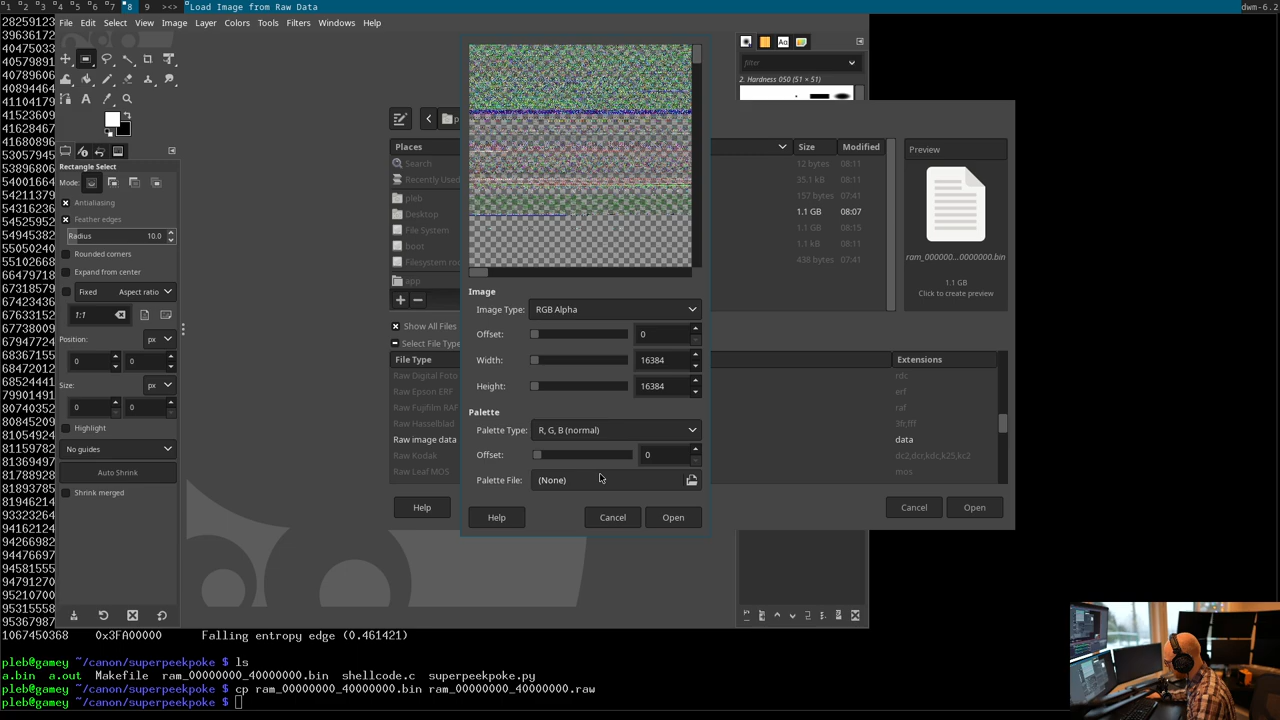 1 2 3 4 5 6 7 8 9 ><> Load Image from Raw Data dwm-6.2
File Edit Select View Image Layer Colors Tools Filters Windows Help
28259123
39636172
40475033
40579891
40789606
40894464
41104179
41523609
41628467
41680896
53057945
53896806
54001664
54211379
54316236
54525952
54945382
55050240
55102668
66479718
67318579
67423436
67633152
67738009
67947724
68367155
68472012
68524441
79901491
80740352
80845209
81054924
81159782
81369497
81788928
81893785
81946214
93323264
94162124
94266982
94476697
94581555
94791270
95210700
95315558
95367987
Rectangle Select
Mode:
Antialiasing
Feather edges
Radius 10.0
Rounded corners
Expand from center
Fixed Aspect ratio
1:1
Position: px
0 0
Size: px
0 0
Highlight
No guides
Auto Shrink
Shrink merged
filter
2. Hardness 050 (51 × 51)
Places
Search
Recently Used
pleb
Desktop
File System
boot
Filesystem roo
app
Show All Files
Select File Type
File Type
Raw Digital Foto
Raw Epson ERF
Raw Fujifilm RAF
Raw Hasselblad
Raw image data
Raw Kodak
Raw Leaf MOS
Help
Image
Image Type: RGB Alpha
Offset: 0
Width: 16384
Height: 16384
Palette
Palette Type: R, G, B (normal)
Offset: 0
Palette File: (None)
Help Cancel Open
Size Modified
12 bytes 08:11
35.1 kB 08:11
157 bytes 07:41
1.1 GB 08:07
1.1 GB 08:15
1.1 kB 08:11
438 bytes 07:41
Extensions
rdc
erf
raf
3fr,fff
data
dc2,dcr,kdc,k25,kc2
mos
Preview
ram_000000...0000000.bin
1.1 GB
Click to create preview
Cancel Open
1067450368 0x3FA00000 Falling entropy edge (0.461421)
pleb@gamey ~/canon/superpeekpoke $ ls
a.bin a.out Makefile ram_00000000_40000000.bin shellcode.c superpeekpoke.py
pleb@gamey ~/canon/superpeekpoke $ cp ram_00000000_40000000.bin ram_00000000_40000000.raw
pleb@gamey ~/canon/superpeekpoke $